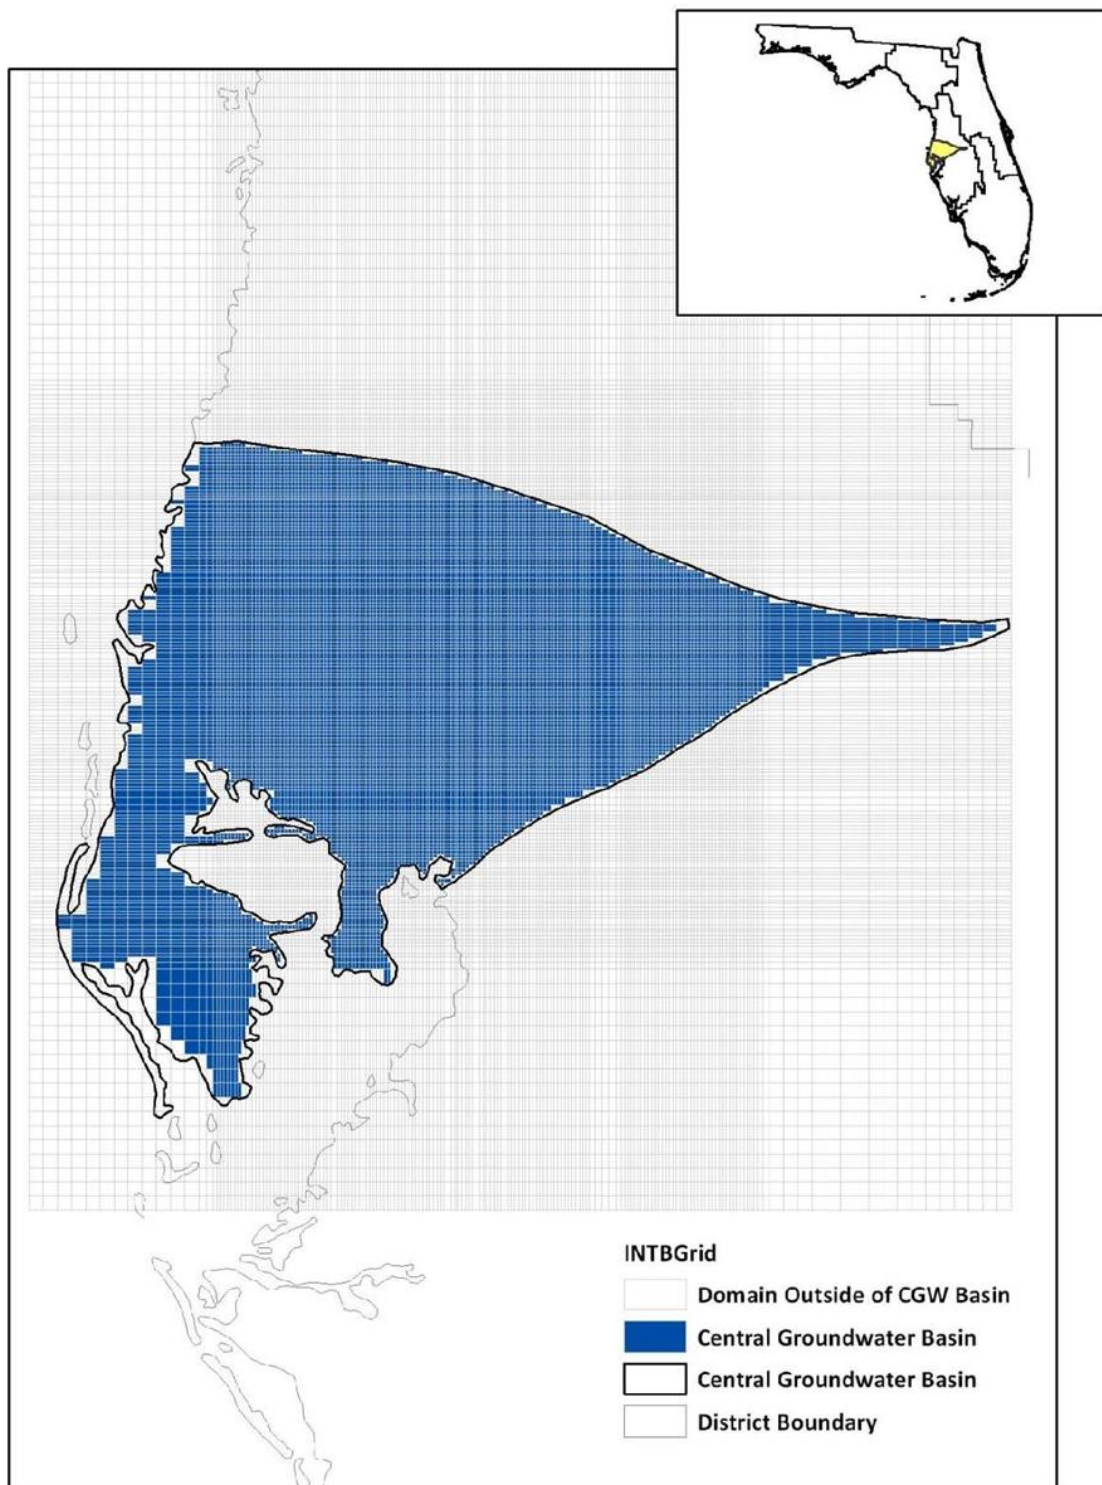 INTBGrid
Domain Outside of CGW Basin
Central Groundwater Basin
Central Groundwater Basin
District Boundary